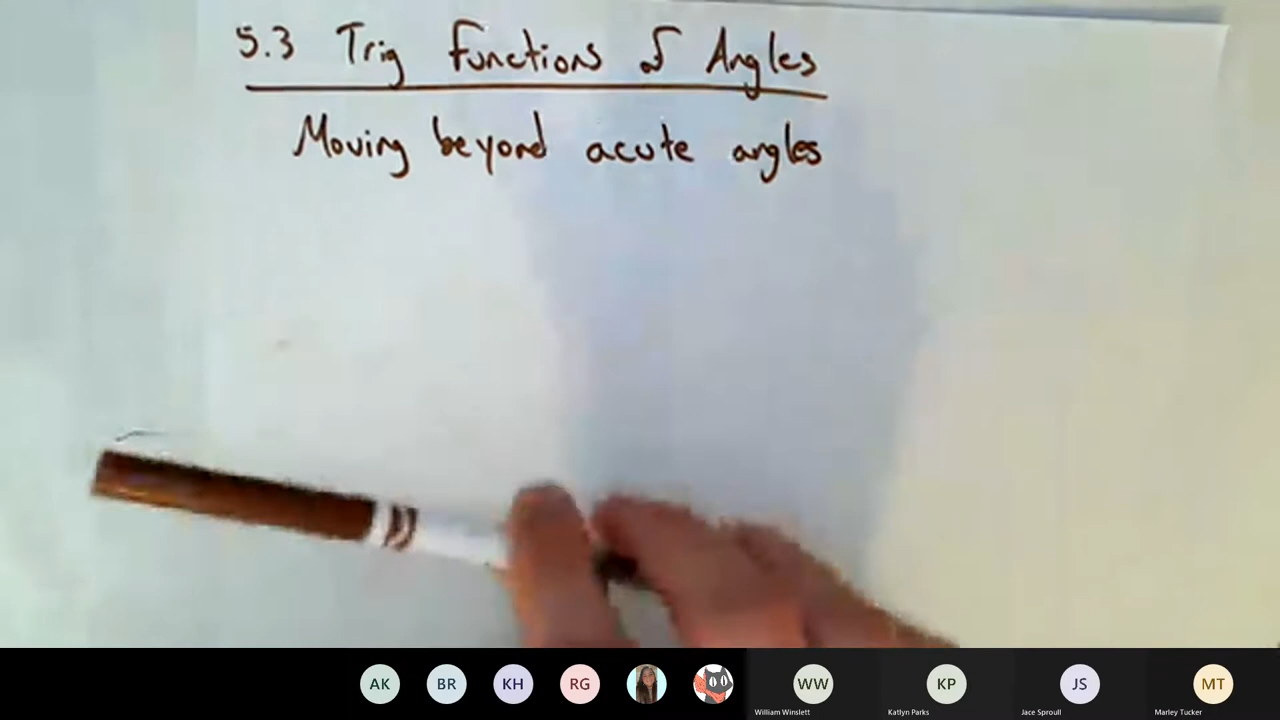 5.3 Trig Functions of Angles
Moving beyond acute angles
AK
BR
KH
RG
WW
KP
JS
MT
William Winslett
Katlyn Parks
Jace Sproull
Marley Tucker